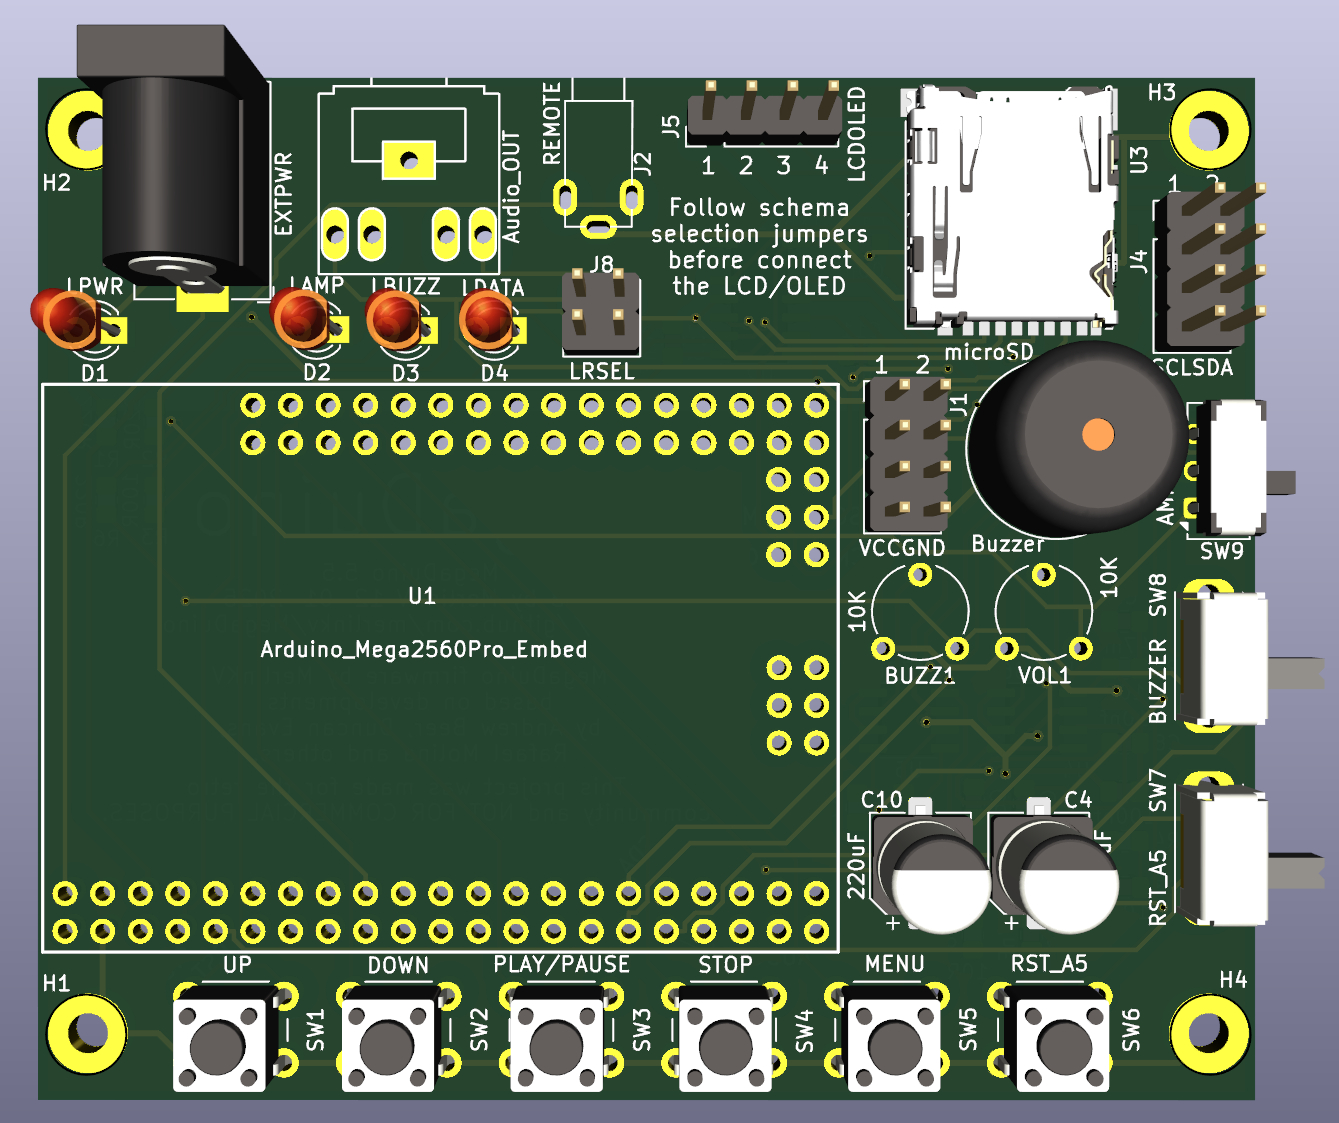 H3
H2
EXTPWR
Audio_OUT
REMOTE
J2
J5
1 2 3 4
LCDOLED
U3
1 2
J4
SCLSDA
Follow schema
selection jumpers
before connect
the LCD/OLED
J8
LRSEL
LPWR
LAMP
LBUZZ
LDATA
D1
D2
D3
D4
microSD
1 2
J1
VCCGND
Buzzer
SW9
U1
Arduino_Mega2560Pro_Embed
10K
BUZZ1
10K
VOL1
SW8
BUZZER
SW7
RST_A5
C10
220uF
+
C4
+
UP
DOWN
PLAY/PAUSE
STOP
MENU
RST_A5
H1
SW1
SW2
SW3
SW4
SW5
SW6
H4